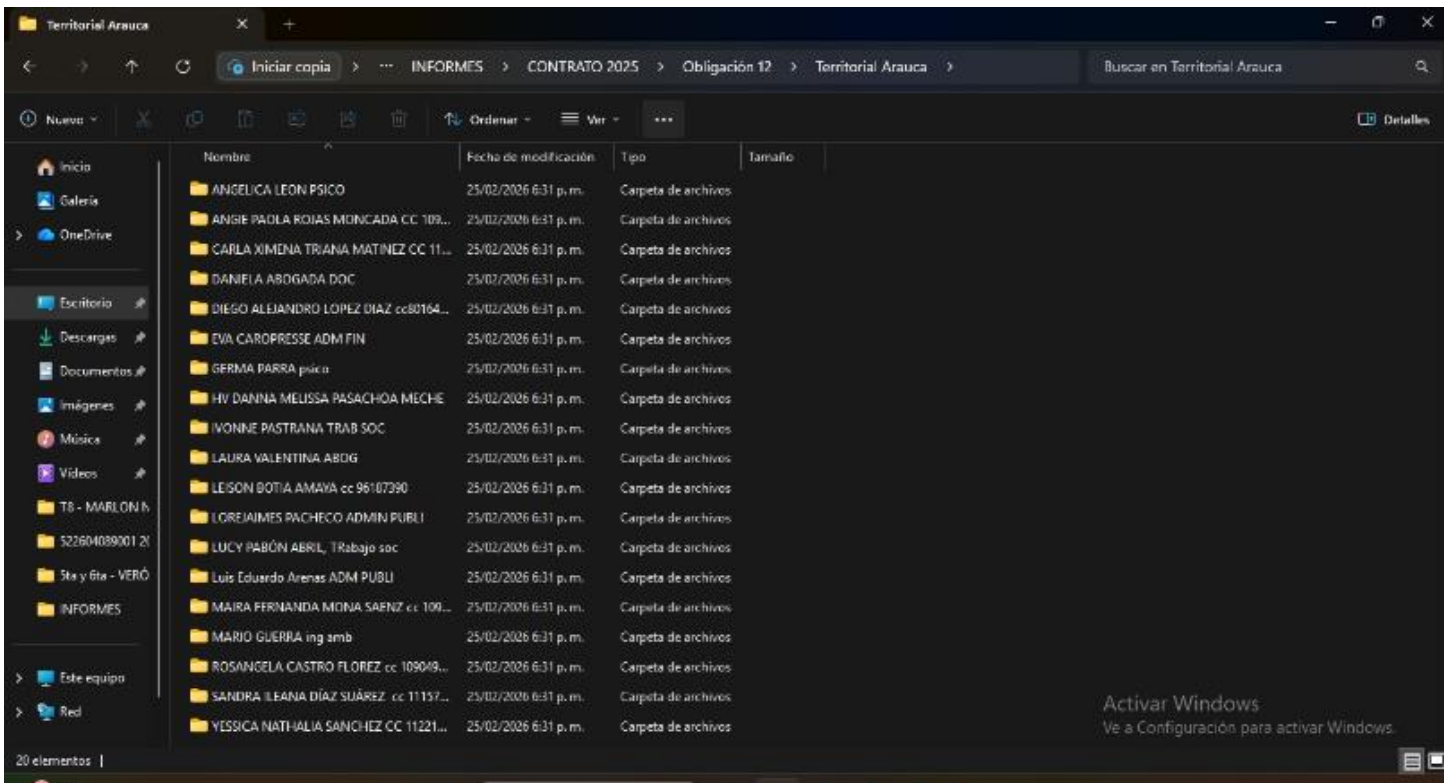 Territorial Arauca
Iniciar copia > ... INFORMES > CONTRATO 2025 > Obligación 12 > Territorial Arauca >
Buscar en Territorial Arauca
Nuevo
Ordenar
Ver
...
Detalles
Inicio
Galería
OneDrive
Escritorio
Descargas
Documentos
Imágenes
Música
Vídeos
T8 - MARLON N
522604089001 2(
5ta y 6ta - VERÓ
INFORMES
Este equipo
Red
Nombre Fecha de modificación Tipo Tamaño
ANGELICA LEON PSICO 25/02/2026 6:31 p. m. Carpeta de archivos
ANGIE PAOLA ROJAS MONCADA CC 109... 25/02/2026 6:31 p. m. Carpeta de archivos
CARLA XIMENA TRIANA MATINEZ CC 11... 25/02/2026 6:31 p. m. Carpeta de archivos
DANIELA ABOGADA DOC 25/02/2026 6:31 p. m. Carpeta de archivos
DIEGO ALEJANDRO LOPEZ DIAZ cc80164... 25/02/2026 6:31 p. m. Carpeta de archivos
EVA CAROPRESSE ADM FIN 25/02/2026 6:31 p. m. Carpeta de archivos
GERMA PARRA psico 25/02/2026 6:31 p. m. Carpeta de archivos
HV DANNA MELISSA PASACHOA MECHE 25/02/2026 6:31 p. m. Carpeta de archivos
IVONNE PASTRANA TRAB SOC 25/02/2026 6:31 p. m. Carpeta de archivos
LAURA VALENTINA ABOG 25/02/2026 6:31 p. m. Carpeta de archivos
LEISON BOTIA AMAYA cc 96187390 25/02/2026 6:31 p. m. Carpeta de archivos
LOREJAIMES PACHECO ADMIN PUBLI 25/02/2026 6:31 p. m. Carpeta de archivos
LUCY PABÓN ABRIL, TRabajo soc 25/02/2026 6:31 p. m. Carpeta de archivos
Luis Eduardo Arenas ADM PUBLI 25/02/2026 6:31 p. m. Carpeta de archivos
MAIRA FERNANDA MONA SAENZ cc 109... 25/02/2026 6:31 p. m. Carpeta de archivos
MARIO GUERRA ing amb 25/02/2026 6:31 p. m. Carpeta de archivos
ROSANGELA CASTRO FLOREZ cc 109049... 25/02/2026 6:31 p. m. Carpeta de archivos
SANDRA ILEANA DÍAZ SUÁREZ cc 11157... 25/02/2026 6:31 p. m. Carpeta de archivos
YESSICA NATHALIA SANCHEZ CC 11221... 25/02/2026 6:31 p. m. Carpeta de archivos
Activar Windows
Ve a Configuración para activar Windows.
20 elementos